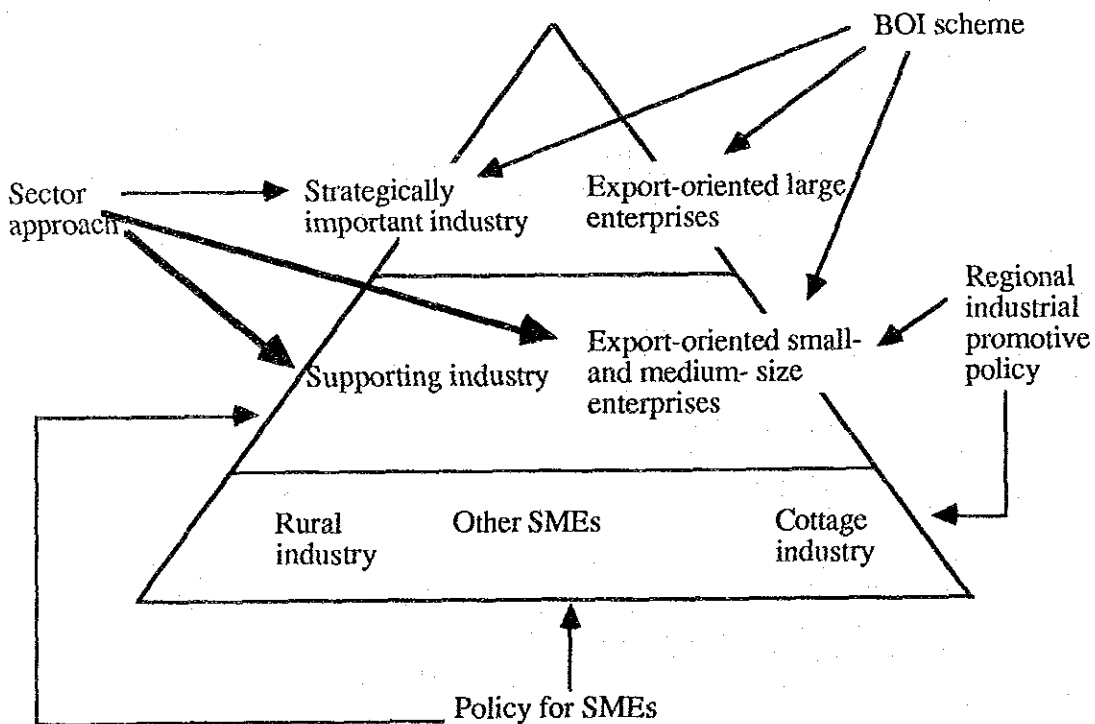 BOI scheme
Sector
approach
Strategically
important industry
Export-oriented large
enterprises
Regional
industrial
promotive
policy
Supporting industry
Export-oriented small-
and medium- size
enterprises
Rural
industry
Other SMEs
Cottage
industry
Policy for SMEs